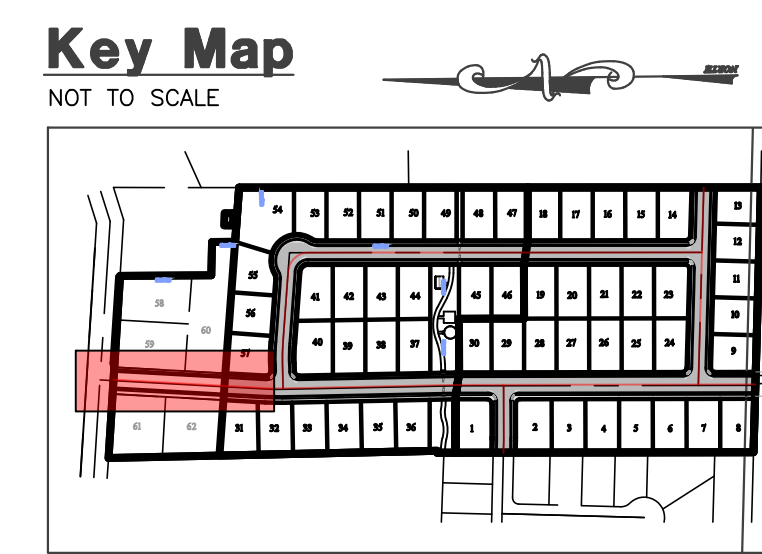 Key Map
NORTH
NOT TO SCALE
54 53 52 51 50 49 48 47 18 17 16 15 14 13
12
55 11
41 42 43 44 45 46 19 20 21 22 23
58 56 10
60
59 57 40 39 38 37 30 29 28 27 26 25 24 9
61 62 31 32 33 34 35 36 1 2 3 4 5 6 7 8